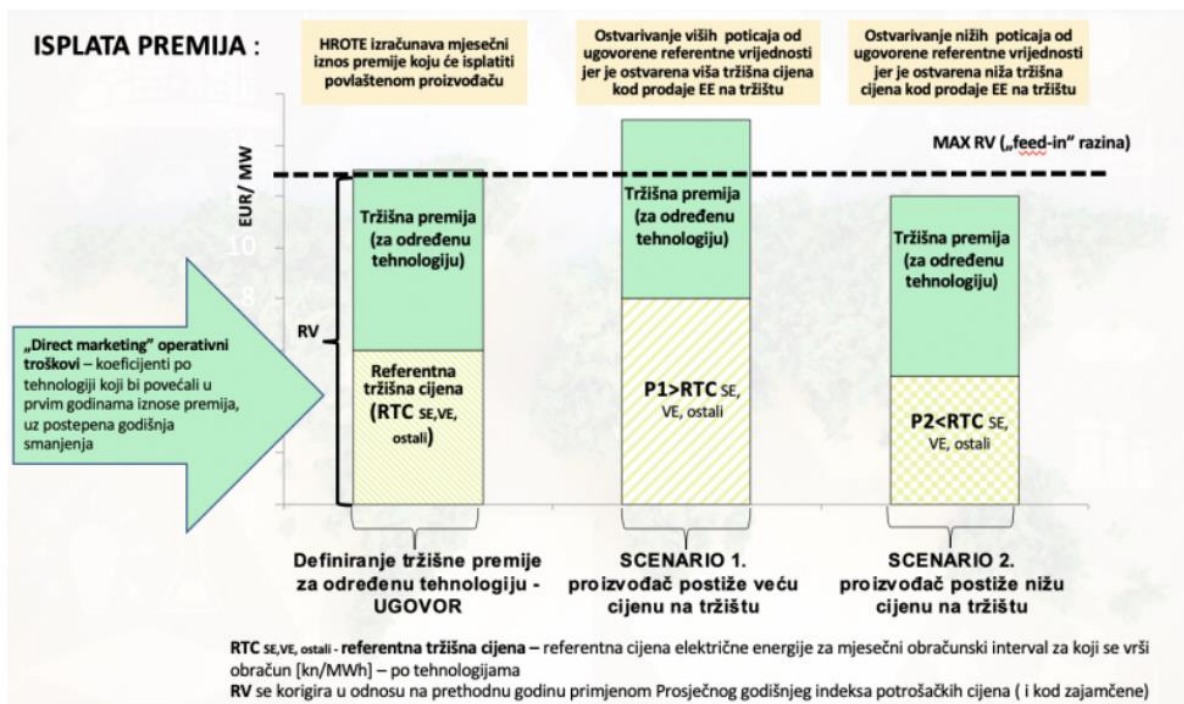 ISPLATA PREMIJA :
HROTE izračunava mjesečni
iznos premije koju će isplatiti
povlaštenom proizvođaču
Ostvarivanje viših poticaja od
ugovorene referentne vrijednosti
jer je ostvarena viša tržišna cijena
kod prodaje EE na tržištu
Ostvarivanje nižih poticaja od
ugovorene referentne vrijednosti
jer je ostvarena niža tržišna
cijena kod prodaje EE na tržištu
MAX RV („feed-in” razina)
EUR/ MW
10
8
RV
Tržišna premija
(za određenu
tehnologiju)
Referentna
tržišna cijena
(RTC SE,VE,
ostali)
Tržišna premija
(za određenu
tehnologiju)
P1>RTC SE,
VE, ostali
Tržišna premija
(za određenu
tehnologiju)
P2<RTC SE,
VE, ostali
„Direct marketing” operativni
troškovi – koeficijenti po
tehnologiji koji bi povećali u
prvim godinama iznose premija,
uz postepena godišnja
smanjenja
Definiranje tržišne premije
za određenu tehnologiju -
UGOVOR
SCENARIO 1.
proizvođač postiže veću
cijenu na tržištu
SCENARIO 2.
proizvođač postiže nižu
cijenu na tržištu
RTC SE,VE, ostali - referentna tržišna cijena – referentna cijena električne energije za mjesečni obračunski interval za koji se vrši
obračun [kn/MWh] – po tehnologijama
RV se korigira u odnosu na prethodnu godinu primjenom Prosječnog godišnjeg indeksa potrošačkih cijena ( i kod zajamčene)